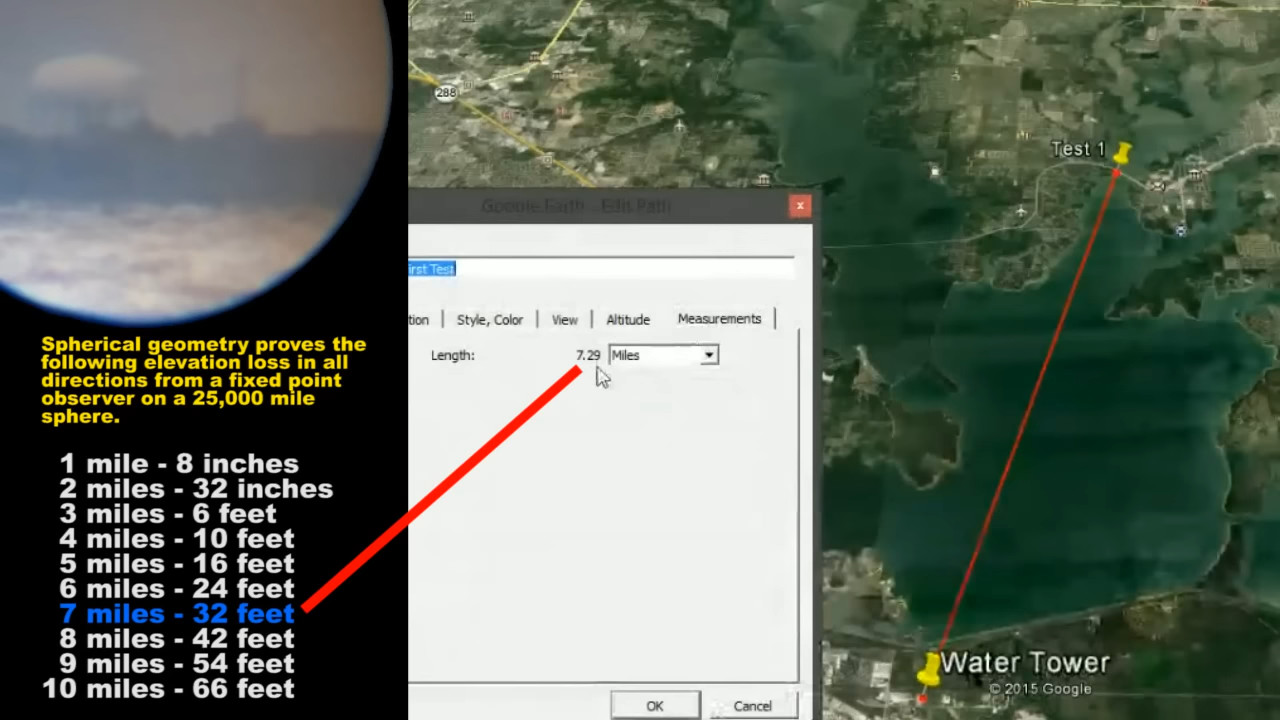 Spherical geometry proves the
following elevation loss in all
directions from a fixed point
observer on a 25,000 mile
sphere.
1 mile - 8 inches
2 miles - 32 inches
3 miles - 6 feet
4 miles - 10 feet
5 miles - 16 feet
6 miles - 24 feet
7 miles - 32 feet
8 miles - 42 feet
9 miles - 54 feet
10 miles - 66 feet
288
Google Earth - Edit Path
x
irst Test
tion
Style, Color
View
Altitude
Measurements
Length:
7.29
Miles
OK
Cancel
Test 1
Water Tower
© 2015 Google